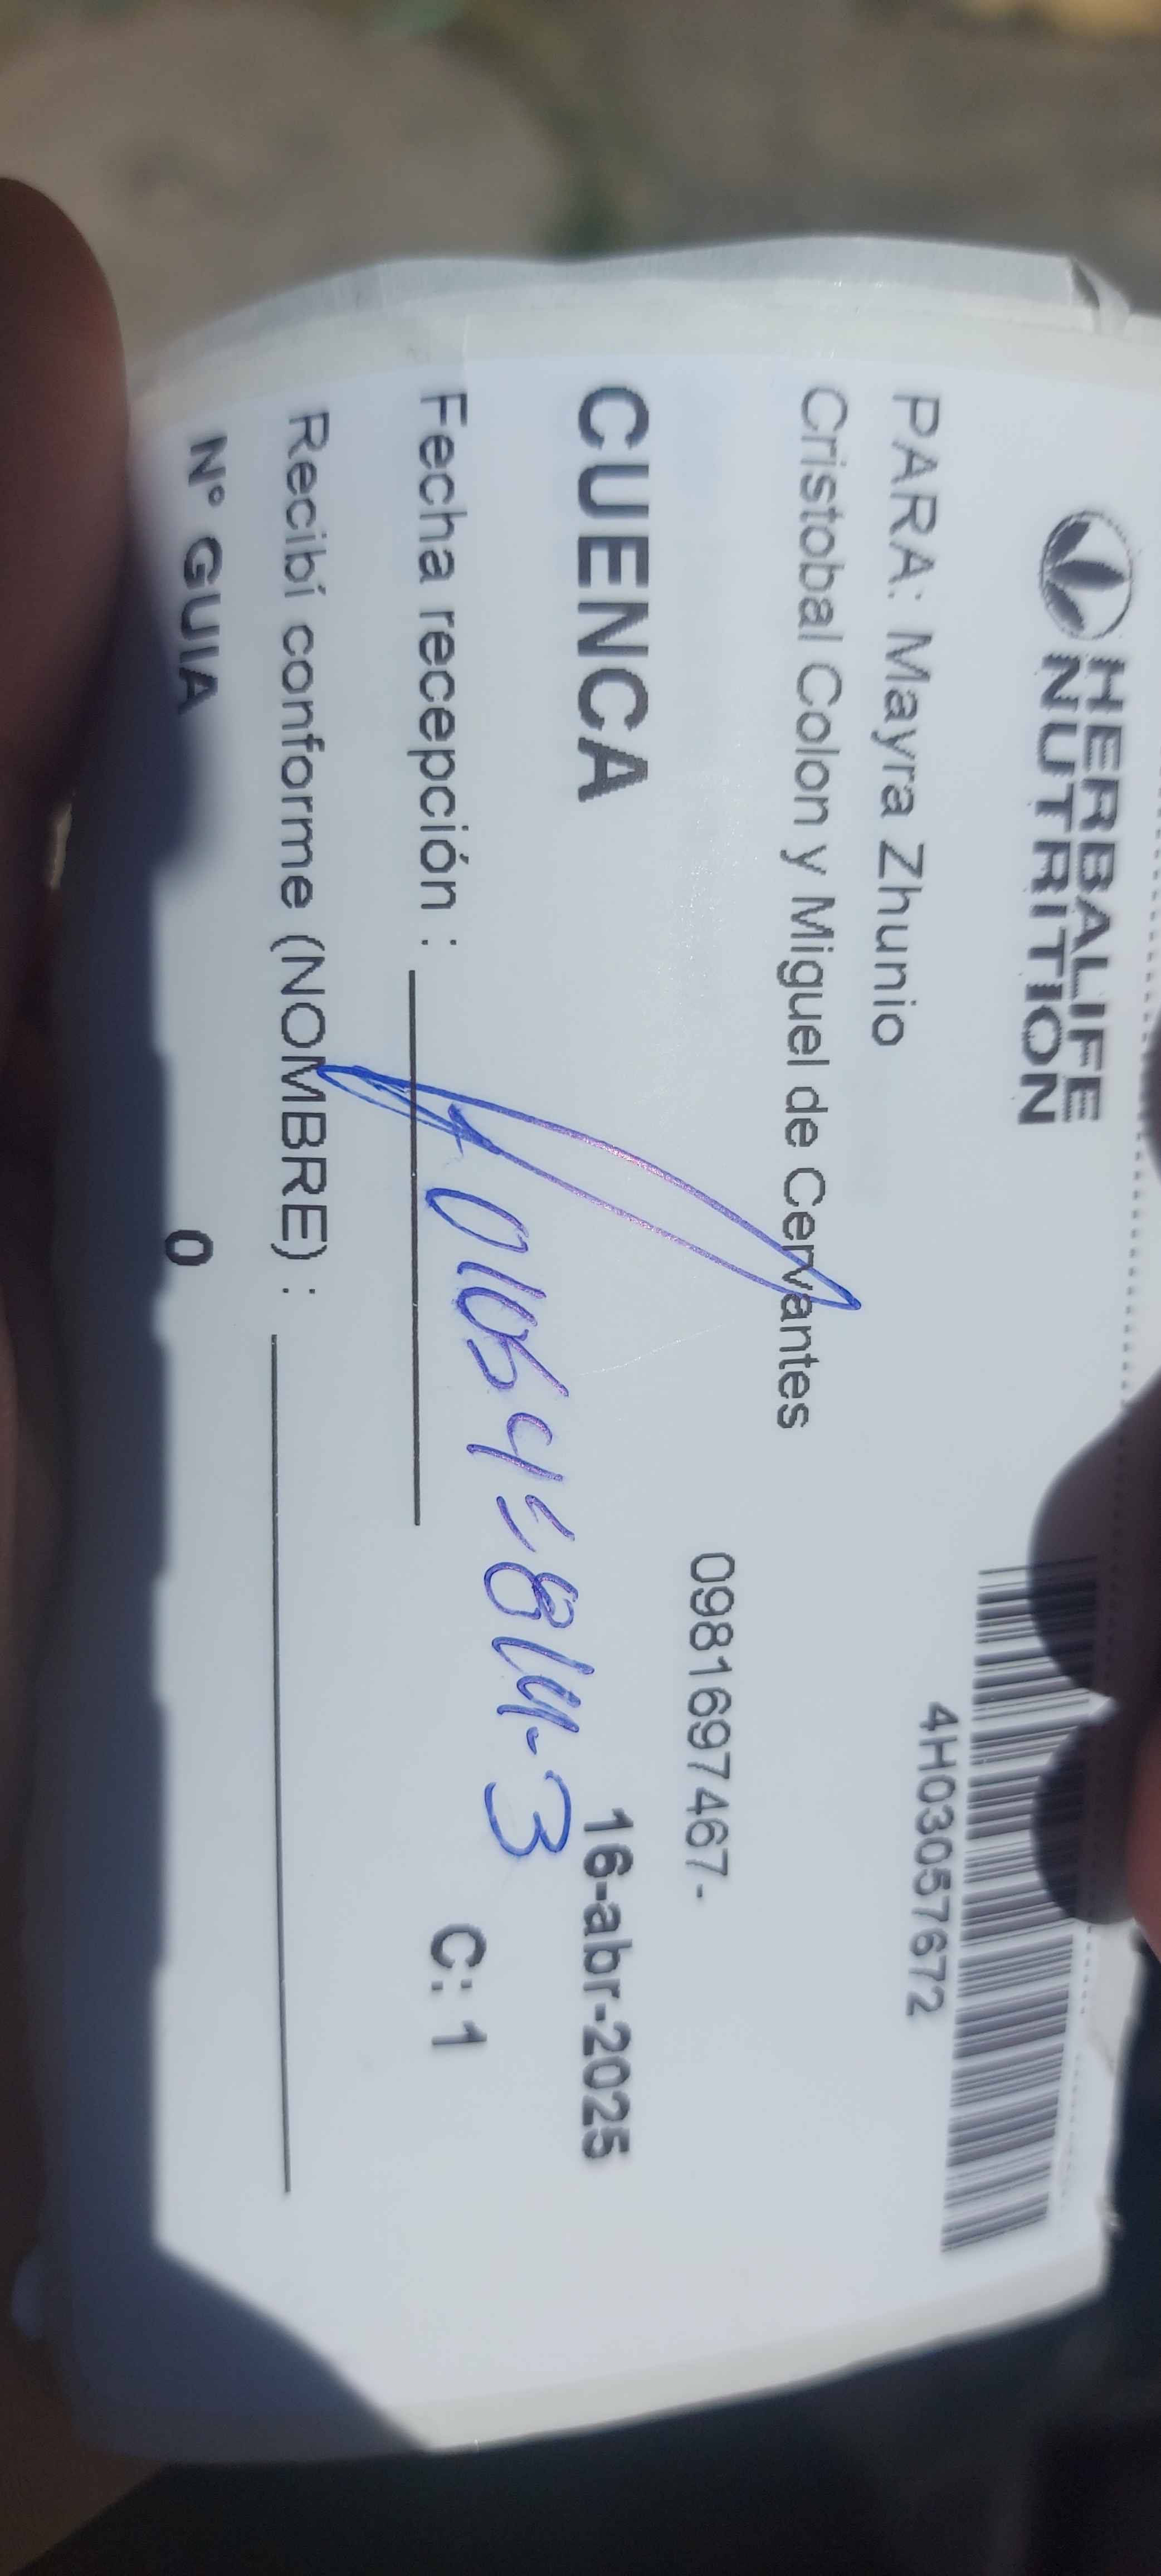 HERBALIFE
NUTRITION
4H03057672
PARA: Mayra Zhunio
Cristobal Colon y Miguel de Cervantes
0981697467-
CUENCA
16-abr-2025
Fecha recepción :
C: 1
Recibí conforme (NOMBRE) :
N° GUIA 0